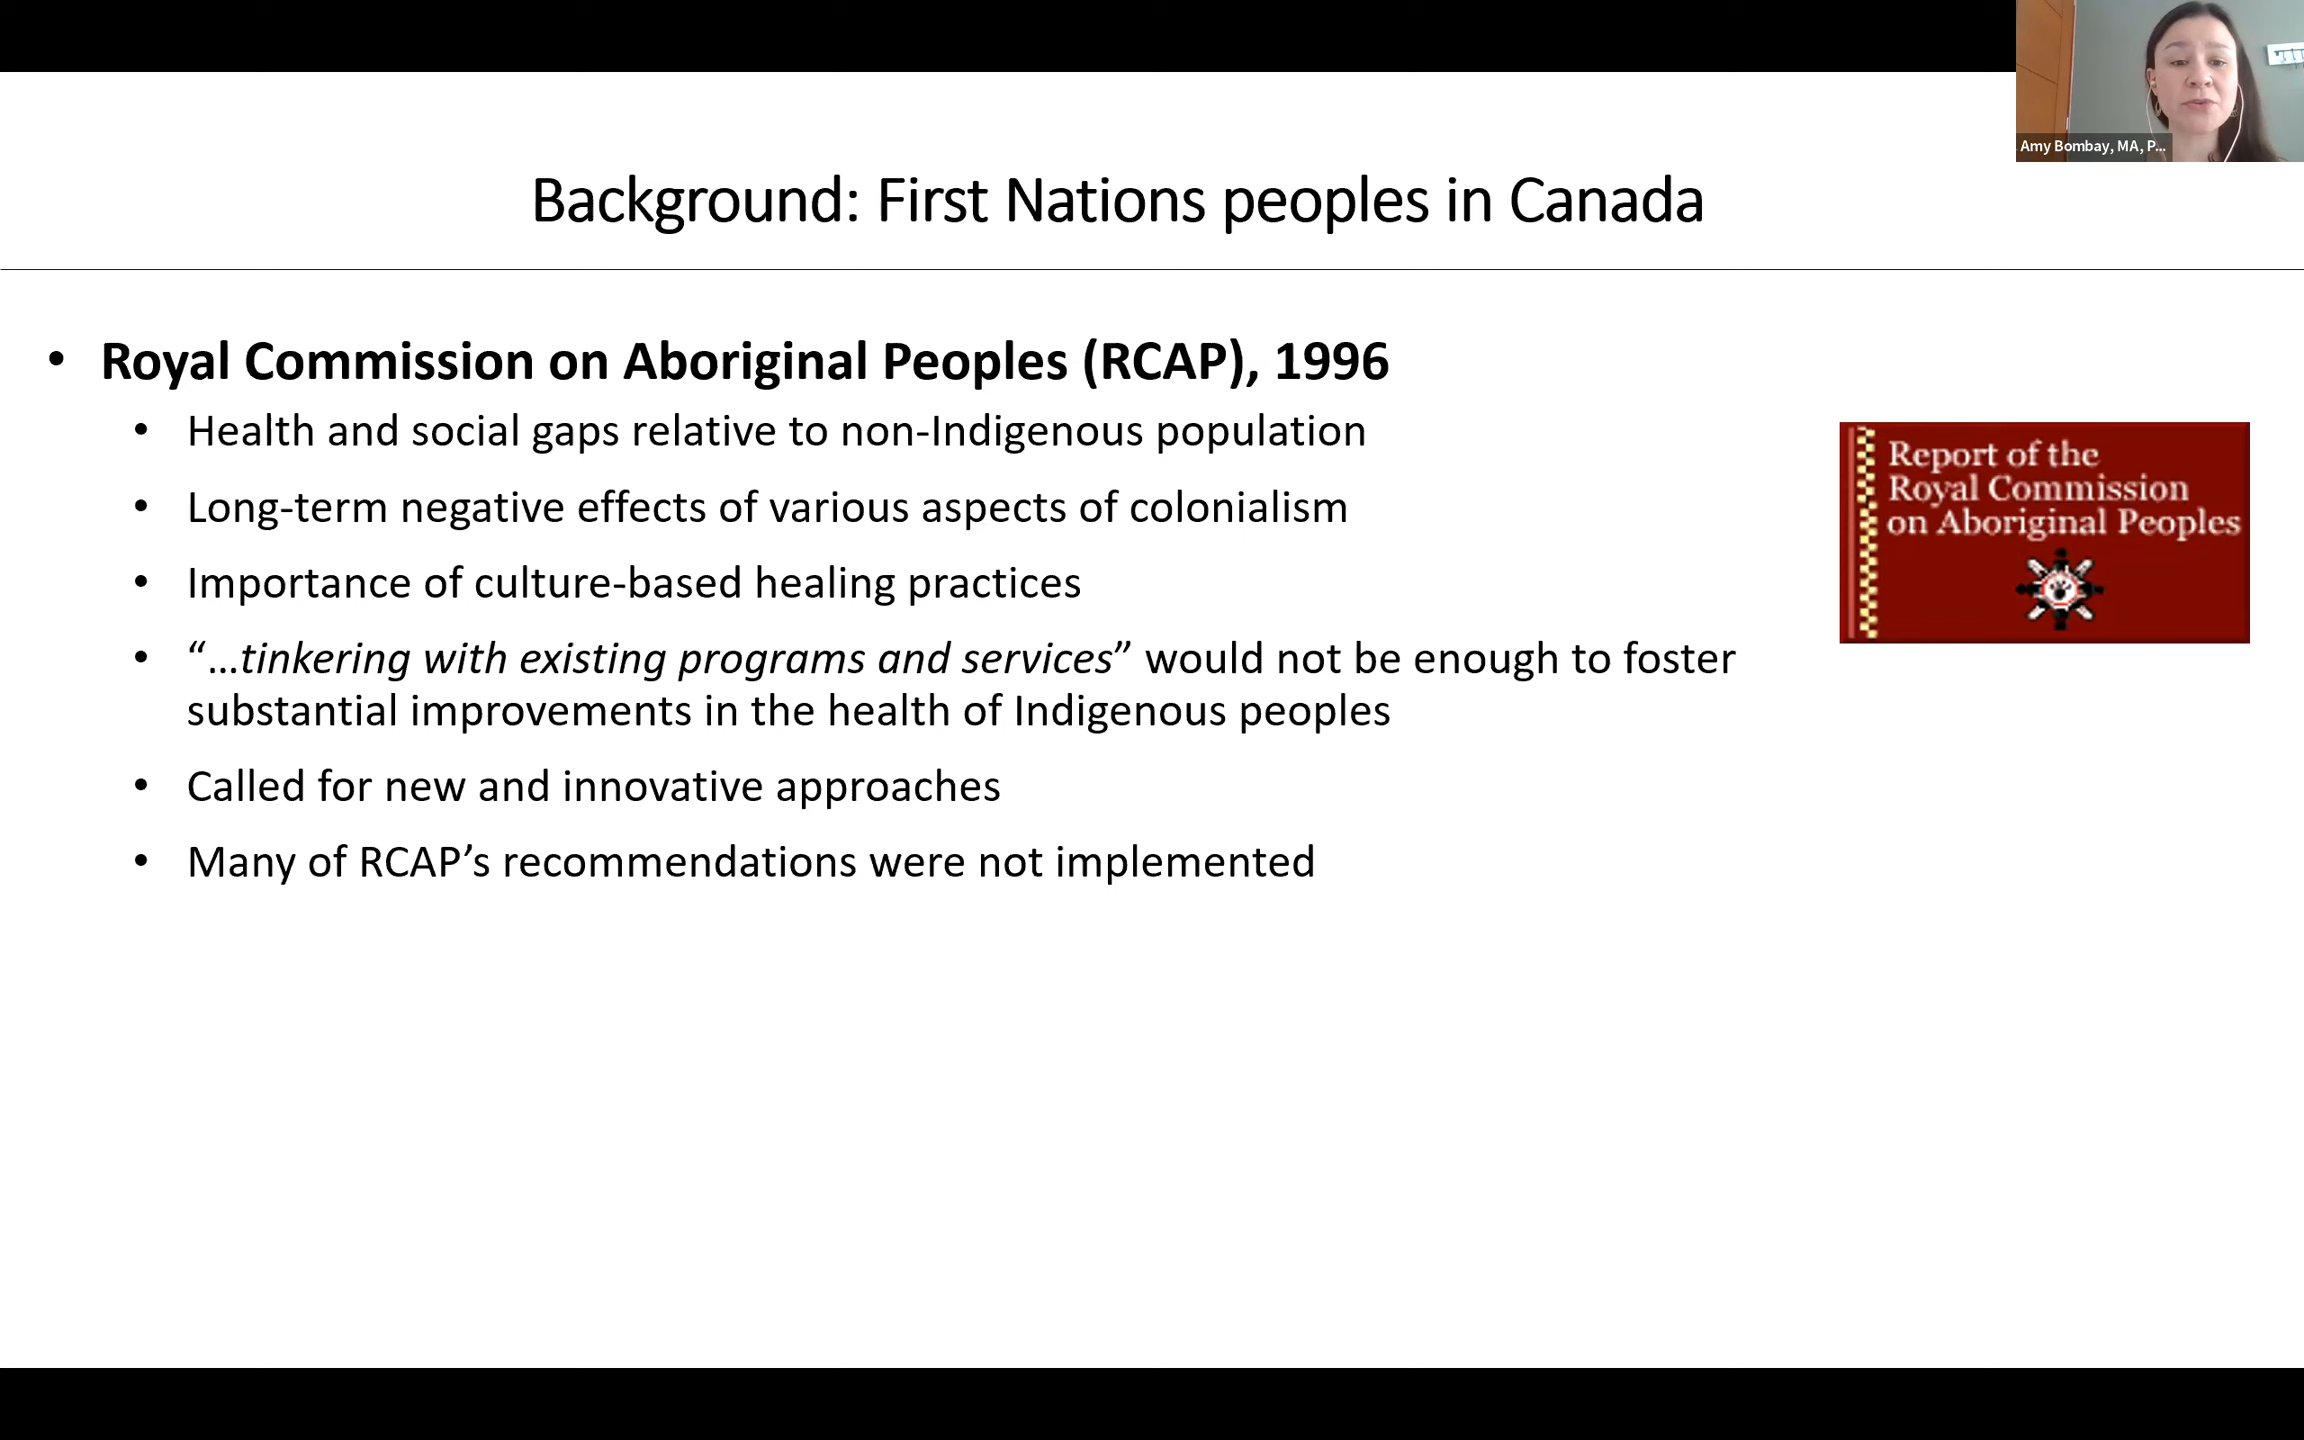 Amy Bombay, MA, P...
Background: First Nations peoples in Canada
• Royal Commission on Aboriginal Peoples (RCAP), 1996
• Health and social gaps relative to non-Indigenous population
• Long-term negative effects of various aspects of colonialism
• Importance of culture-based healing practices
• “…tinkering with existing programs and services” would not be enough to foster
substantial improvements in the health of Indigenous peoples
• Called for new and innovative approaches
• Many of RCAP’s recommendations were not implemented
Report of the
Royal Commission
on Aboriginal Peoples